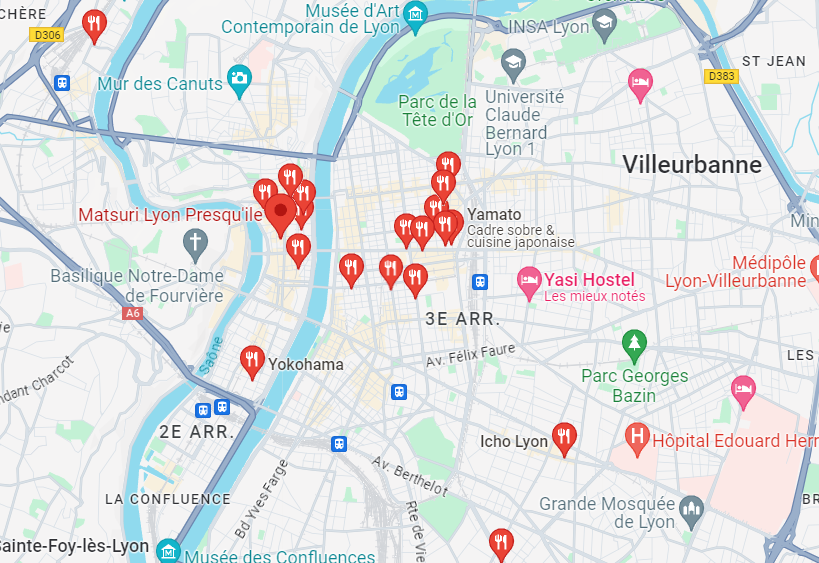 CHÈRE
D306
Musée d'Art
Contemporain de Lyon
INSA Lyon
ST JEAN
D383
Mur des Canuts
Parc de la
Tête d'Or
Université
Claude
Bernard
Lyon 1
Villeurbanne
Matsuri Lyon Presqu'ile
Yamato
Cadre sobre &
cuisine japonaise
Min
Basilique Notre-Dame
de Fourvière
Médipôle
Lyon-Villeurbanne
Yasi Hostel
Les mieux notés
A6
3E ARR.
Saône
Av. Félix Faure
LES
Yokohama
ndant Charcot
Parc Georges
Bazin
2E ARR.
Icho Lyon
H
Hôpital Edouard Herr
Av. Berthelot
LA CONFLUENCE
Bd Yves Farge
Rte de Vie
Grande Mosquée
de Lyon
BR
Sainte-Foy-lès-Lyon
Musée des Confluences